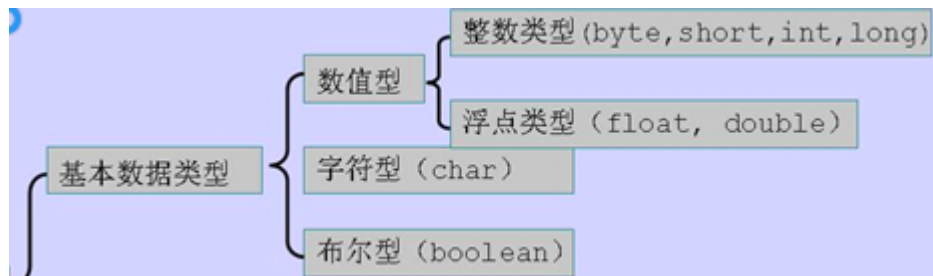 整数类型(byte,short,int,long)
数值型
浮点类型（float, double）
基本数据类型
字符型（char）
布尔型（boolean）